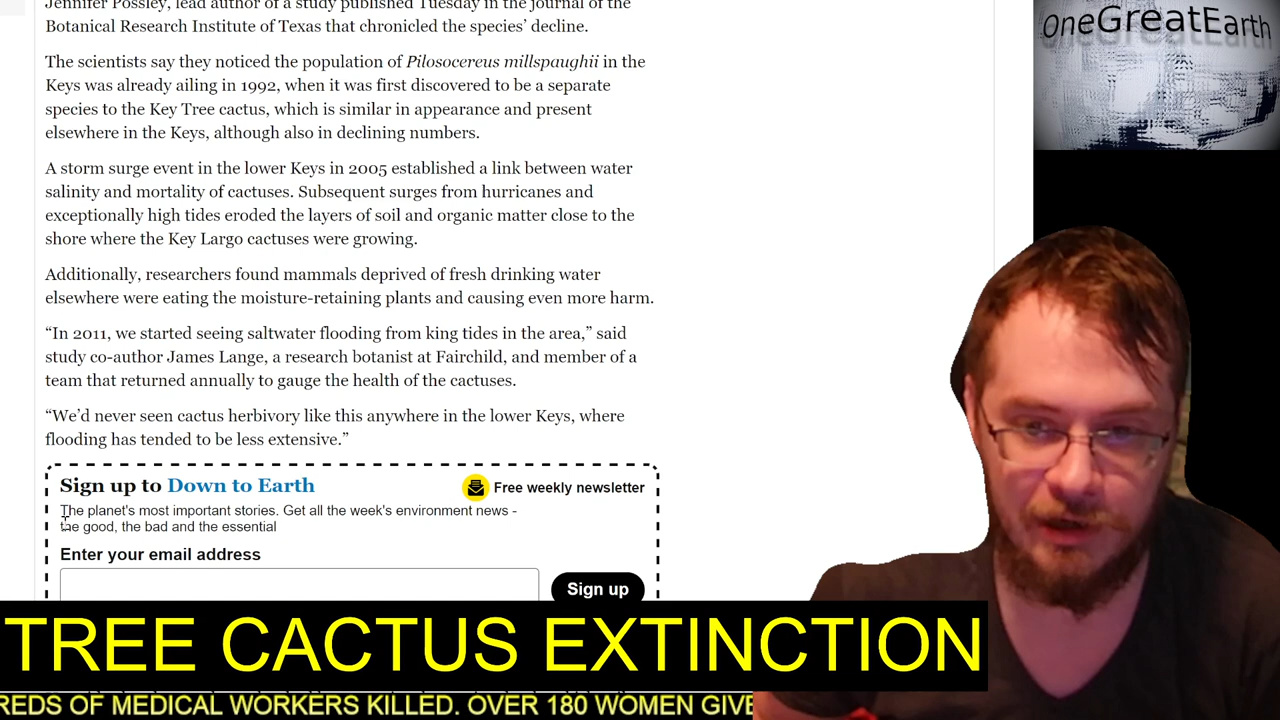 Jennifer Possley, lead author of a study published Tuesday in the journal of the
Botanical Research Institute of Texas that chronicled the species’ decline.
The scientists say they noticed the population of Pilosocereus millspaughii in the
Keys was already ailing in 1992, when it was first discovered to be a separate
species to the Key Tree cactus, which is similar in appearance and present
elsewhere in the Keys, although also in declining numbers.
A storm surge event in the lower Keys in 2005 established a link between water
salinity and mortality of cactuses. Subsequent surges from hurricanes and
exceptionally high tides eroded the layers of soil and organic matter close to the
shore where the Key Largo cactuses were growing.
Additionally, researchers found mammals deprived of fresh drinking water
elsewhere were eating the moisture-retaining plants and causing even more harm.
“In 2011, we started seeing saltwater flooding from king tides in the area,” said
study co-author James Lange, a research botanist at Fairchild, and member of a
team that returned annually to gauge the health of the cactuses.
“We’d never seen cactus herbivory like this anywhere in the lower Keys, where
flooding has tended to be less extensive.”
Sign up to Down to Earth
Free weekly newsletter
The planet's most important stories. Get all the week's environment news -
the good, the bad and the essential
Enter your email address
Sign up
OneGreatEarth
TREE CACTUS EXTINCTION
REDS OF MEDICAL WORKERS KILLED. OVER 180 WOMEN GIVE